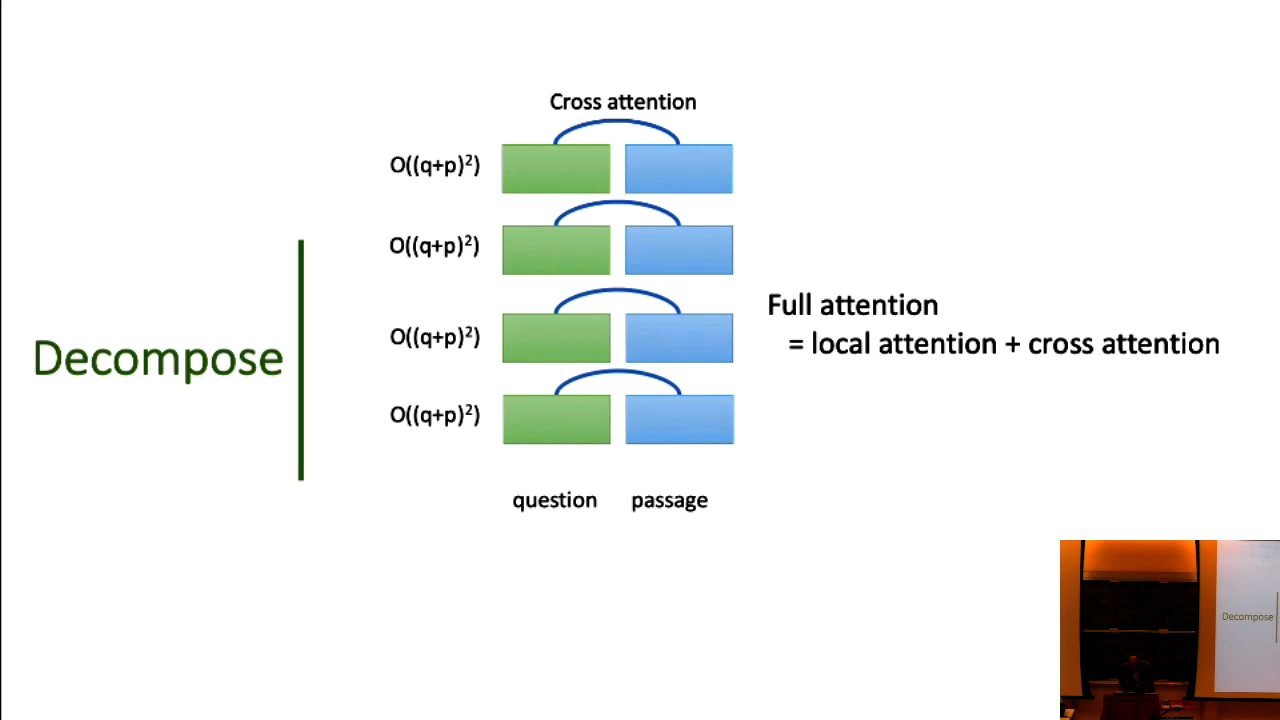 Cross attention
O((q+p)²)
O((q+p)²)
O((q+p)²)
O((q+p)²)
Decompose
Full attention
= local attention + cross attention
question passage
Decompose